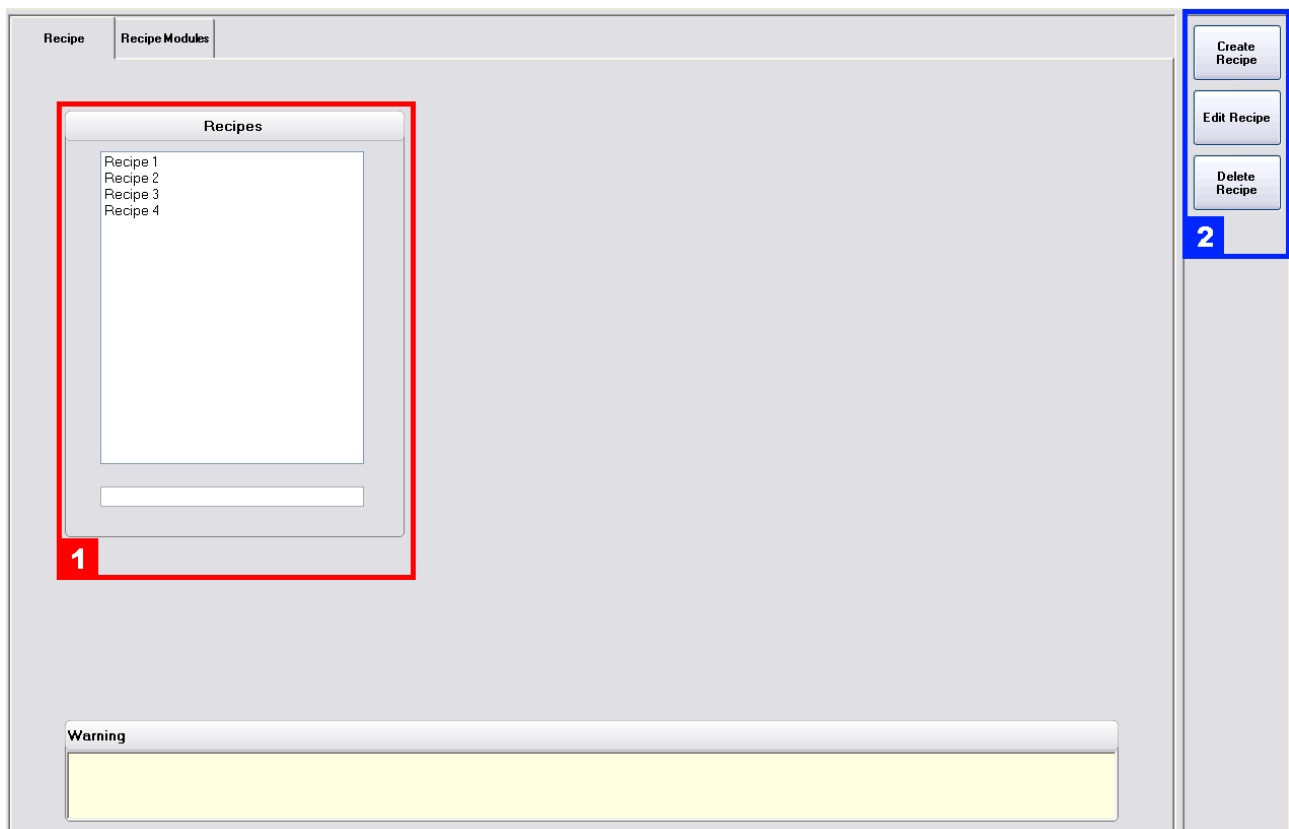 Recipe
Recipe Modules
Recipes
Recipe 1
Recipe 2
Recipe 3
Recipe 4
1
Warning
Create
Recipe
Edit Recipe
Delete
Recipe
2